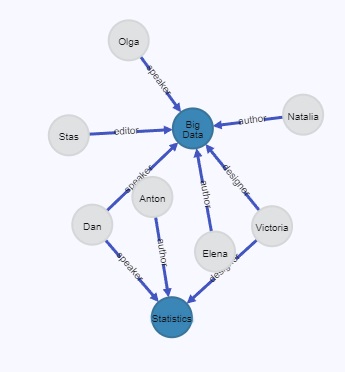 Olga
speaker
Big
Data
Natalia
author
Stas
editor
speaker
designer
Anton
author
Dan
Victoria
Elena
speaker
author
designer
Statistics